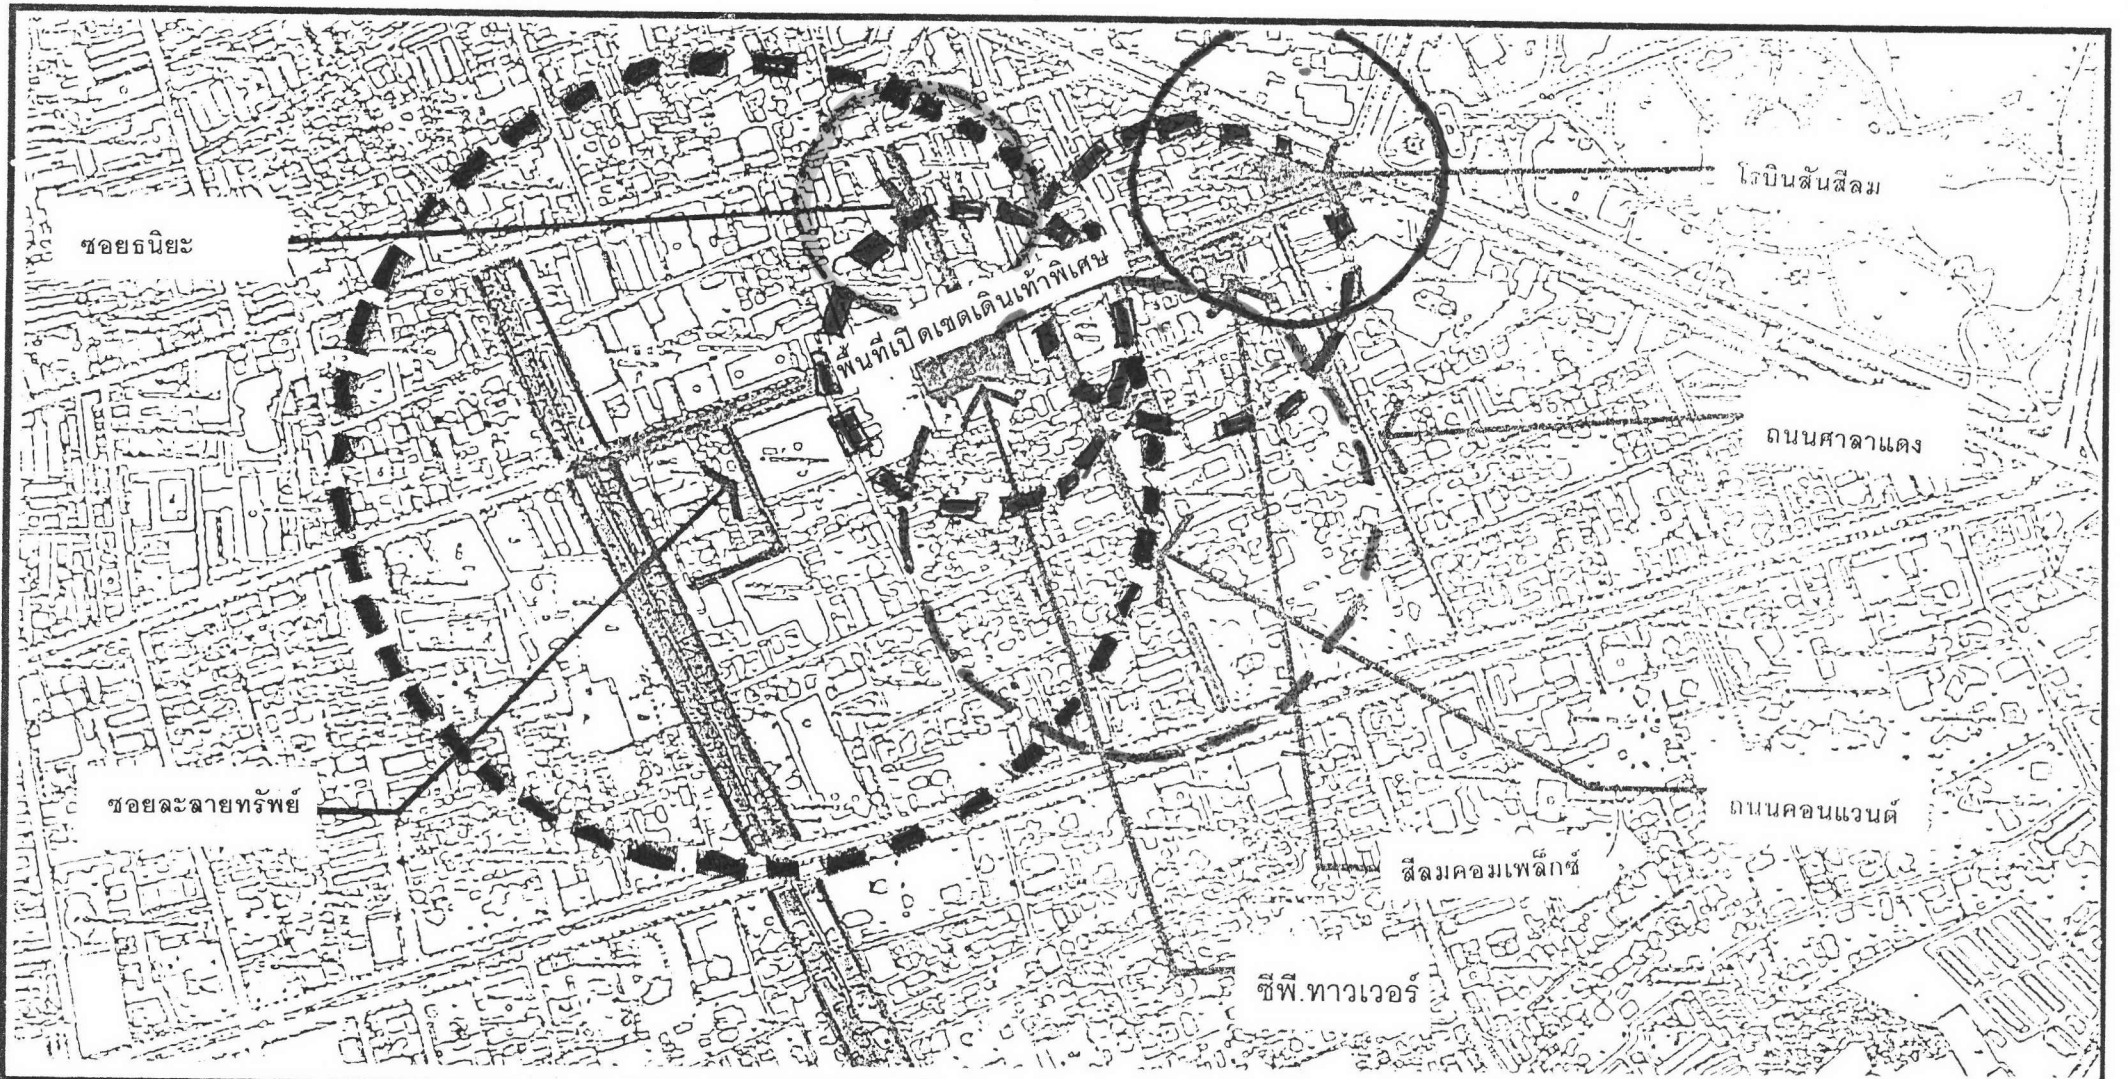 โรบินสันสีลม
ซอยธนิยะ
พื้นที่เปิดเขตเดินเท้าพิเศษ
ถนนศาลาแดง
ซอยละลายทรัพย์
ถนนคอนแวนต์
สีลมคอมเพล็กซ์
ซีพี.ทาวเวอร์